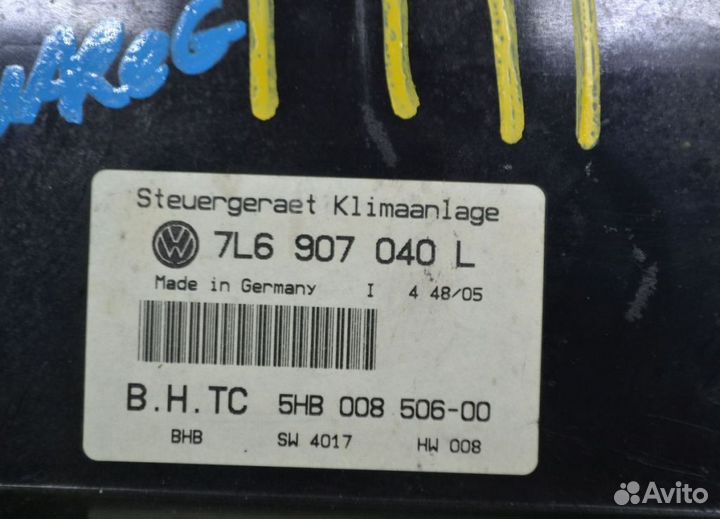 Steuergeraet Klimaanlage
VW 7L6 907 040 L
Made in Germany I 4 48/05
B.H.TC 5HB 008 506-00
BHB SW 4017 HW 008
Avito